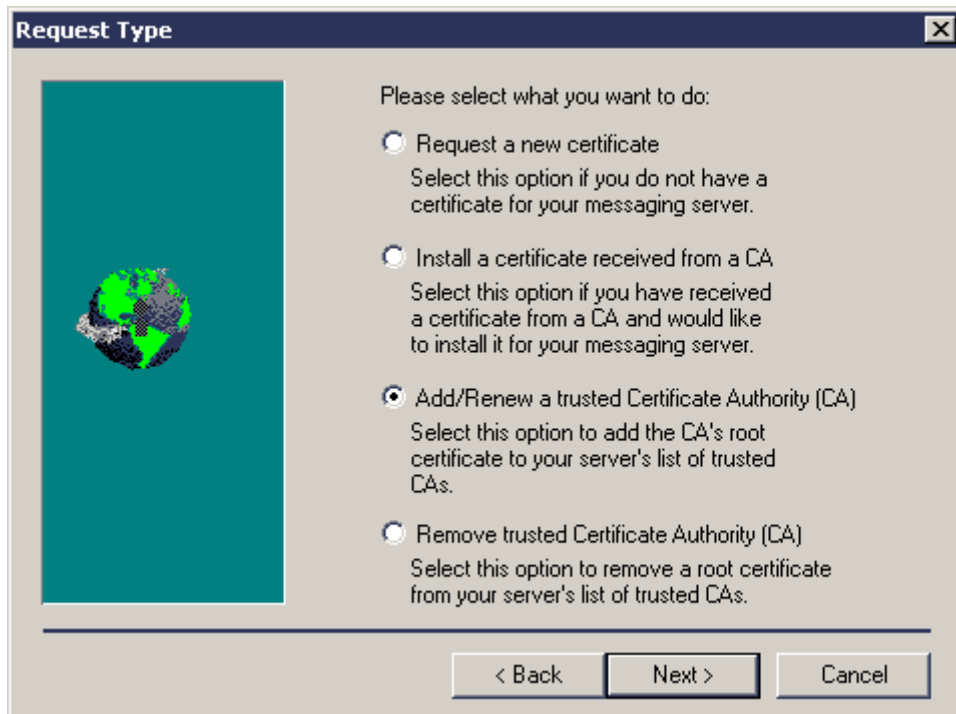 Request Type
Please select what you want to do:
Request a new certificate
Select this option if you do not have a
certificate for your messaging server.
Install a certificate received from a CA
Select this option if you have received
a certificate from a CA and would like
to install it for your messaging server.
Add/Renew a trusted Certificate Authority (CA)
Select this option to add the CA's root
certificate to your server's list of trusted
CAs.
Remove trusted Certificate Authority (CA)
Select this option to remove a root certificate
from your server's list of trusted CAs.
< Back
Next >
Cancel